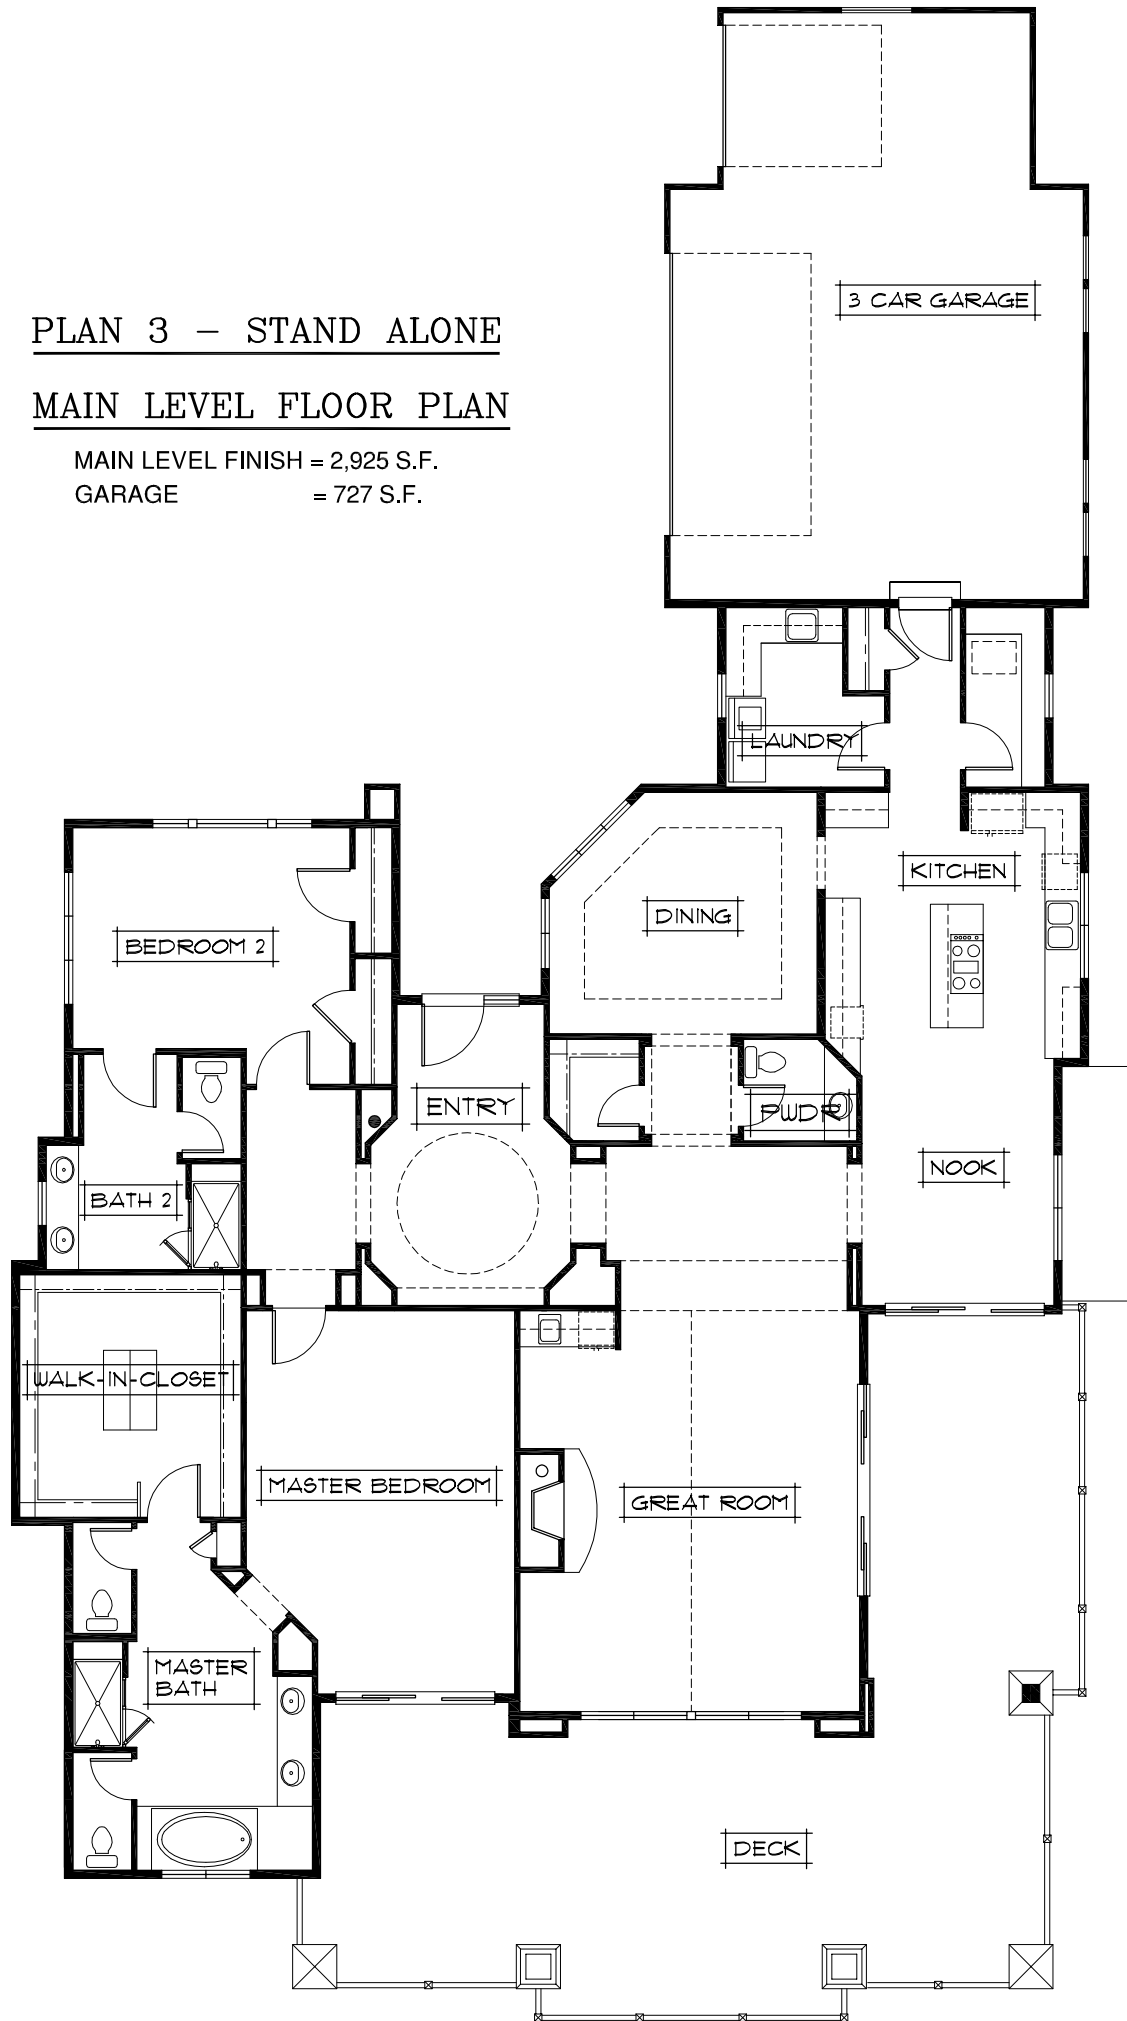 3 CAR GARAGE
PLAN 3 - STAND ALONE
MAIN LEVEL FLOOR PLAN
MAIN LEVEL FINISH = 2,925 S.F.
GARAGE = 727 S.F.
LAUNDRY
KITCHEN
DINING
BEDROOM 2
ENTRY
PWDR
NOOK
BATH 2
WALK-IN-CLOSET
MASTER BEDROOM
GREAT ROOM
MASTER
BATH
DECK